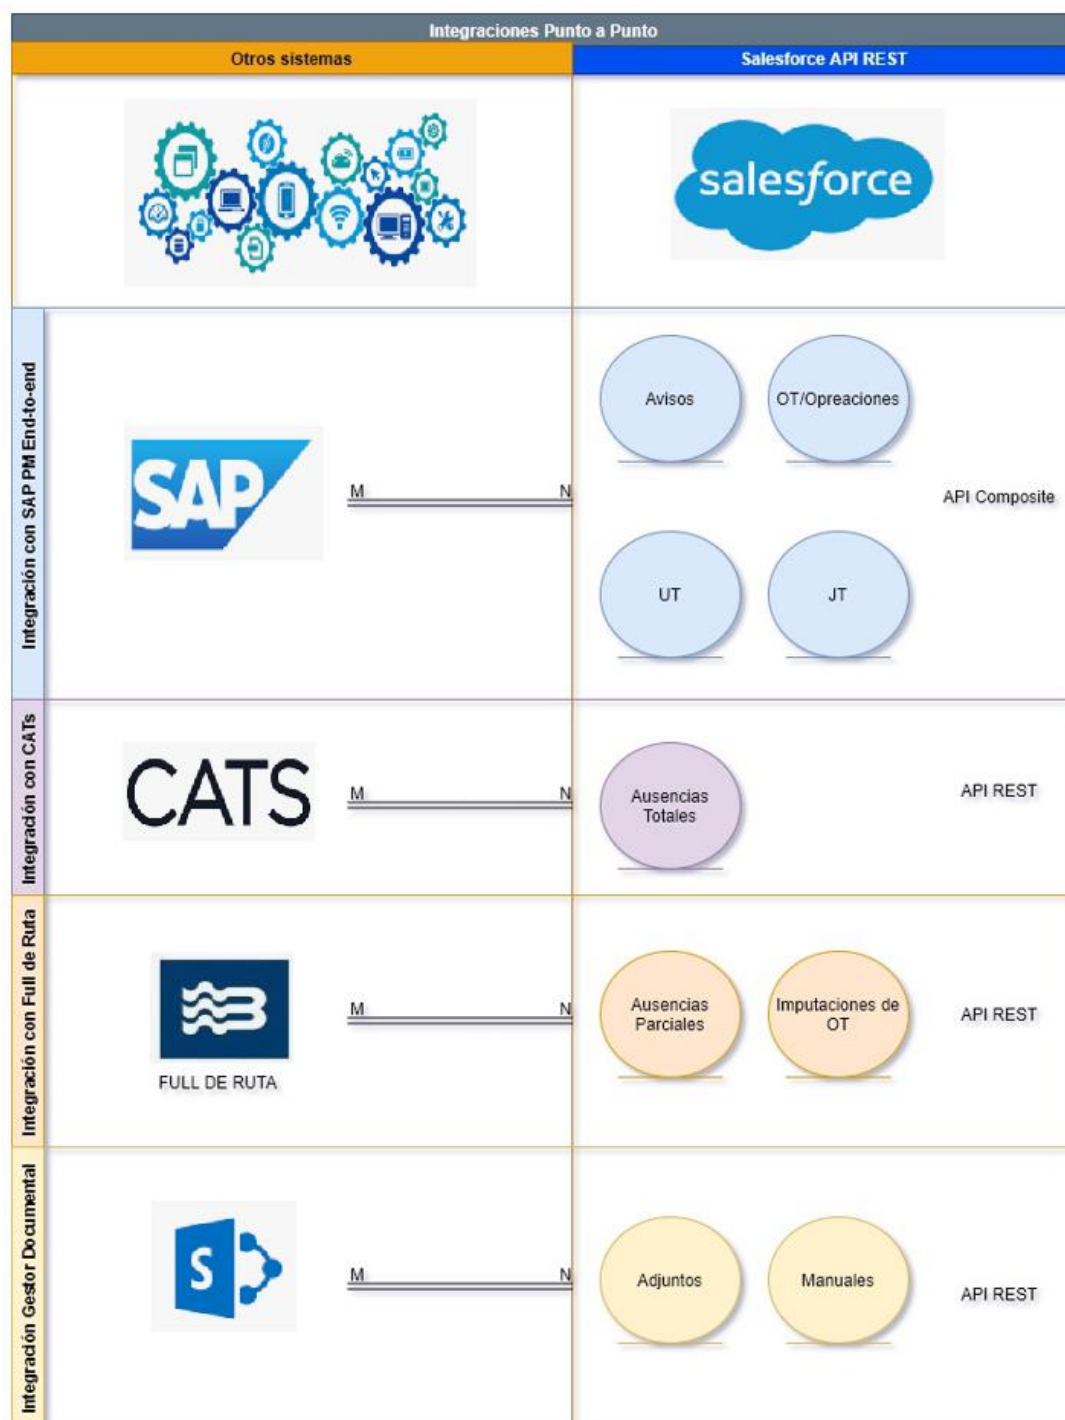 Integraciones Punto a Punto
Otros sistemas
Salesforce API REST
salesforce
Integración con SAP PM End-to-end
SAP
M
N
Avisos
OT/Opreaciones
API Composite
UT
JT
Integración con CATs
CATS
M
N
Ausencias
Totales
API REST
Integración con Full de Ruta
FULL DE RUTA
M
N
Ausencias
Parciales
Imputaciones de
OT
API REST
Integración Gestor Documental
S
M
N
Adjuntos
Manuales
API REST